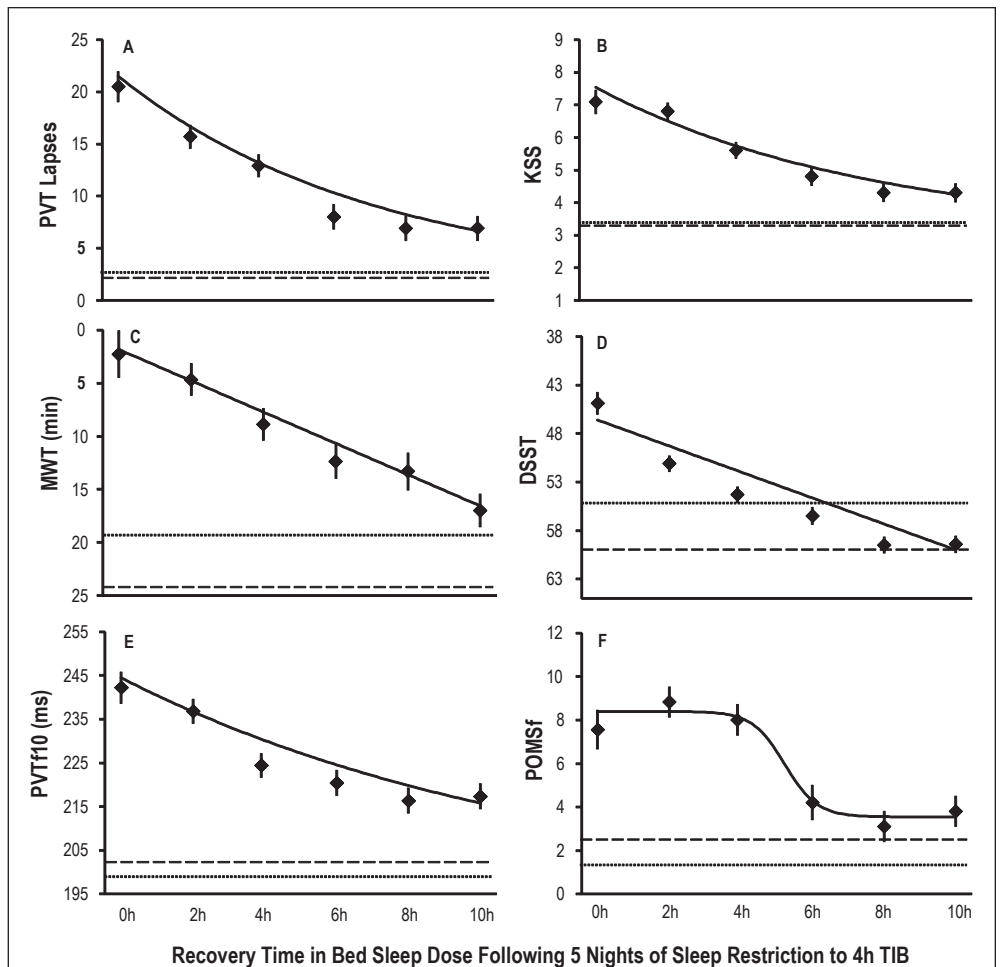 A
PVT Lapses
25
20
15
10
5
0
B
KSS
9
8
7
6
5
4
3
2
1
C
MWT (min)
0
5
10
15
20
25
D
DSST
38
43
48
53
58
63
E
PVTf10 (ms)
255
245
235
225
215
205
195
0h 2h 4h 6h 8h 10h
F
POMSf
12
10
8
6
4
2
0
0h 2h 4h 6h 8h 10h
Recovery Time in Bed Sleep Dose Following 5 Nights of Sleep Restriction to 4h TIB